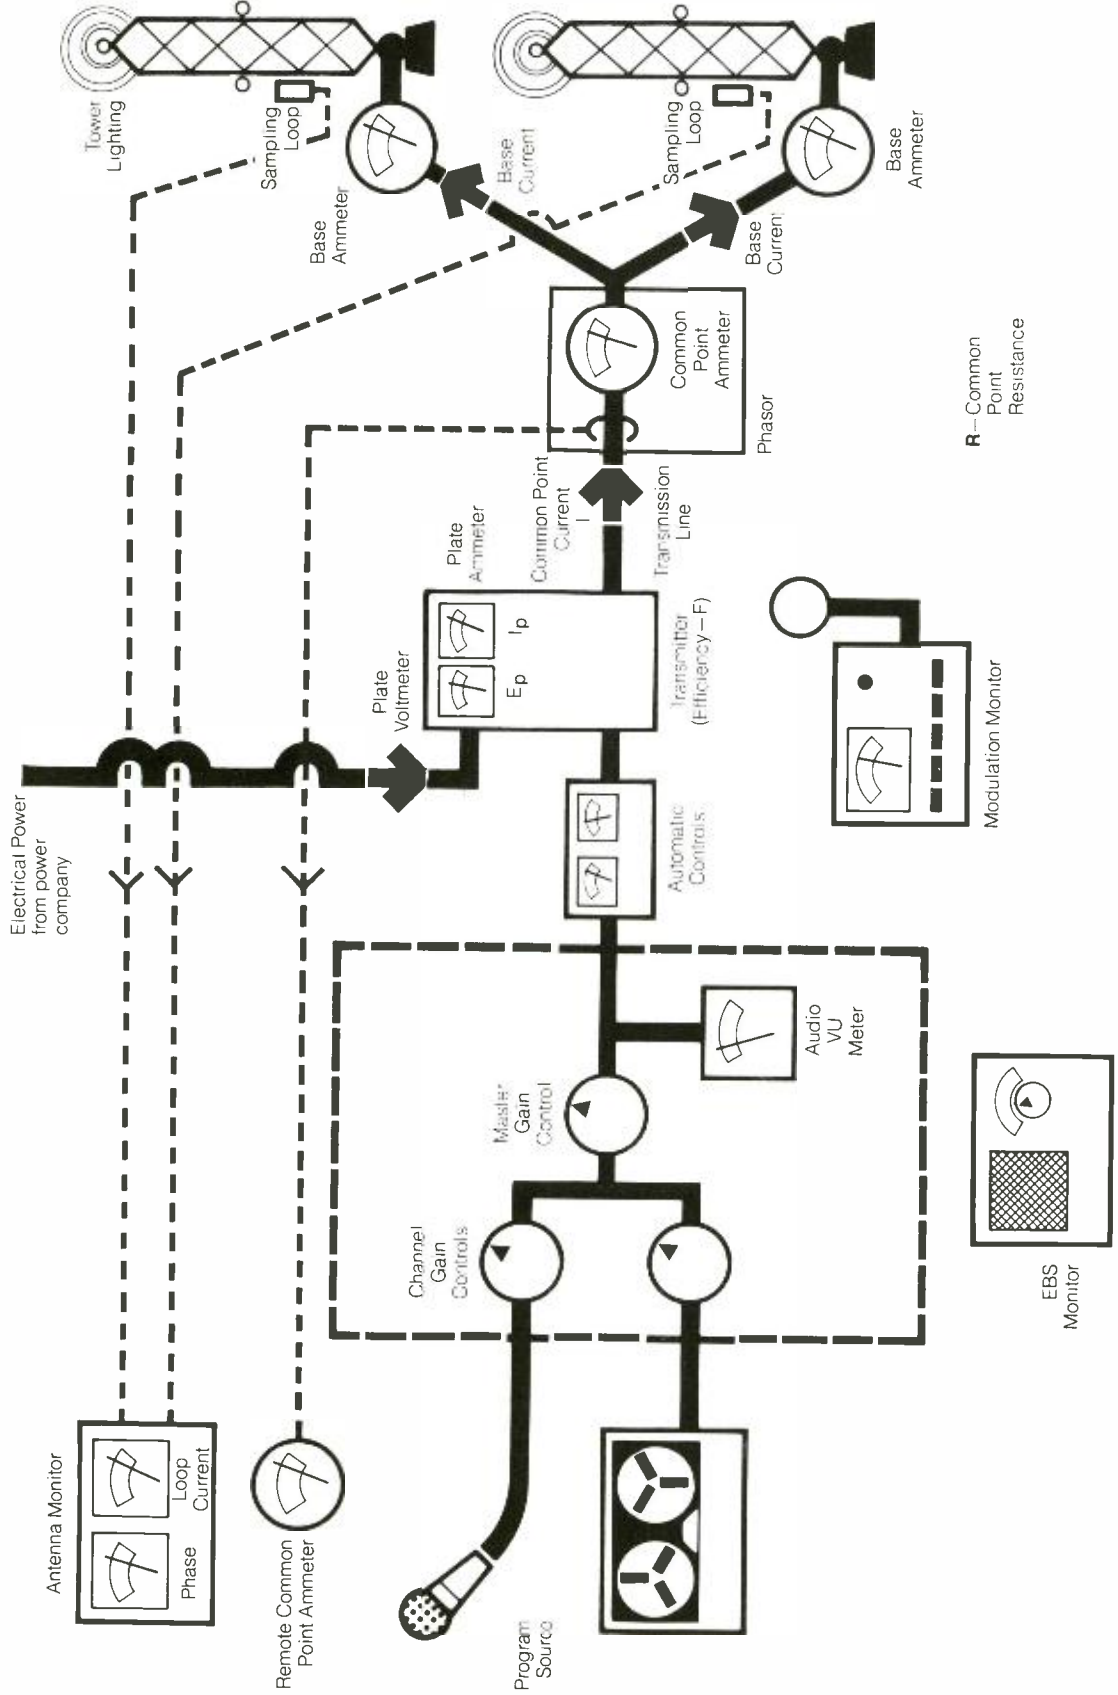 Tower
Lighting
Sampling
Loop
Base
Ammeter
Base
Current
Sampling
Loop
Base
Ammeter
Base
Current
Common
Point
Ammeter
Phasor
R—Common
Point
Resistance
Common Point
Current
I
Transmission
Line
Plate
Ammeter
Plate
Voltmeter
Ep
Ip
Transmitter
(Efficiency–F)
Electrical Power
from power
company
Automatic
Controls
Modulation Monitor
Audio
VU
Meter
Master
Gain
Control
Channel
Gain
Controls
EBS
Monitor
Antenna Monitor
Phase
Loop
Current
Remote Common
Point Ammeter
Program
Source